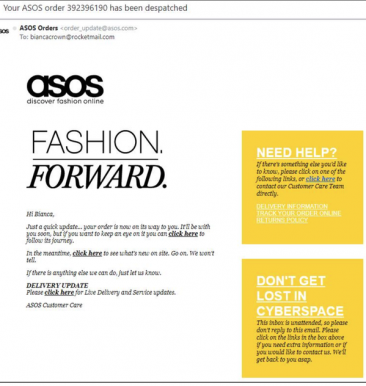 Your ASOS order 392396190 has been despatched
ASOS Orders <order_update@asos.com>
To: biancacrown@rocketmail.com
asos
discover fashion online
FASHION.
FORWARD.
Hi Bianca,
Just a quick update... your order is now on its way to you. It'll be with
you soon, but if you want to keep an eye on it you can click here to
follow its journey.
In the meantime, click here to see what's new on site. Go on. We won't
tell.
If there is anything else we can do, just let us know.
DELIVERY UPDATE
Please click here for Live Delivery and Service updates.
ASOS Customer Care
NEED HELP?
If there's something else you'd like
to know, please click on one of the
following links, or click here to
contact our Customer Care Team
directly.
DELIVERY INFORMATION
TRACK YOUR ORDER ONLINE
RETURNS POLICY
DON'T GET
LOST IN
CYBERSPACE
This inbox is unattended, so please
don't reply to this email. Please
click on the links in the box above
if you need extra information or if
you would like to contact us. We'll
get back to you asap.